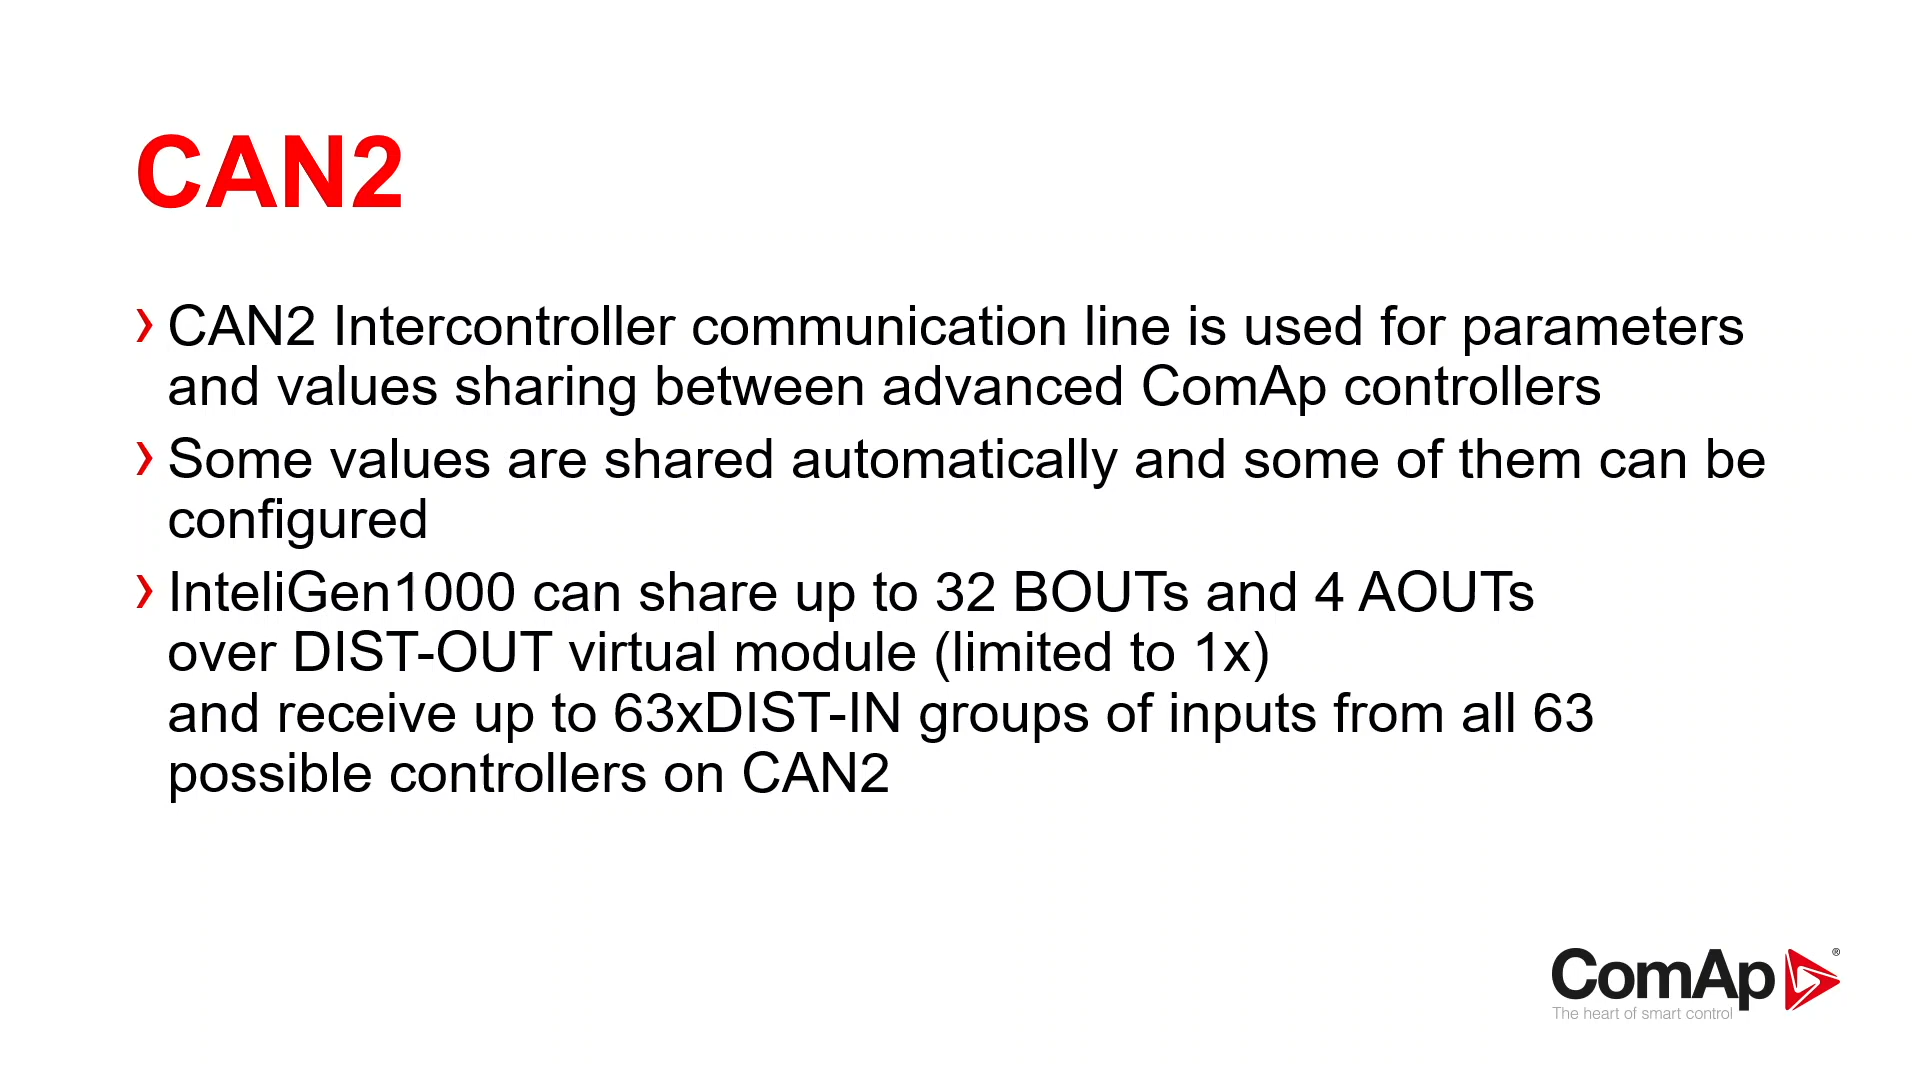 CAN2
› CAN2 Intercontroller communication line is used for parameters
and values sharing between advanced ComAp controllers
› Some values are shared automatically and some of them can be
configured
› InteliGen1000 can share up to 32 BOUTs and 4 AOUTs
over DIST-OUT virtual module (limited to 1x)
and receive up to 63xDIST-IN groups of inputs from all 63
possible controllers on CAN2
ComAp ®
The heart of smart control